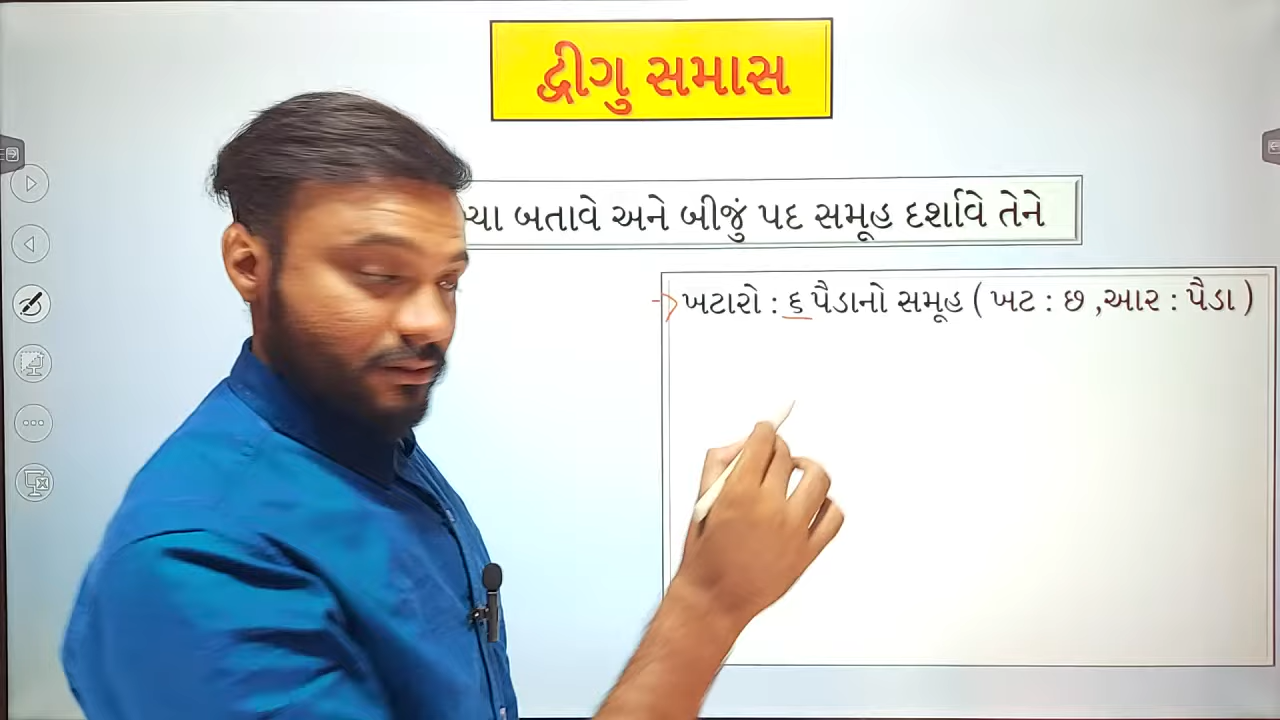 દ્વીગુ સમાસ
બતાવે અને બીજું પદ સમૂહ દર્શાવે તેને
ખટારો : ૬ પૈડાનો સમૂહ ( ખટ : છ ,આર : પૈડા )